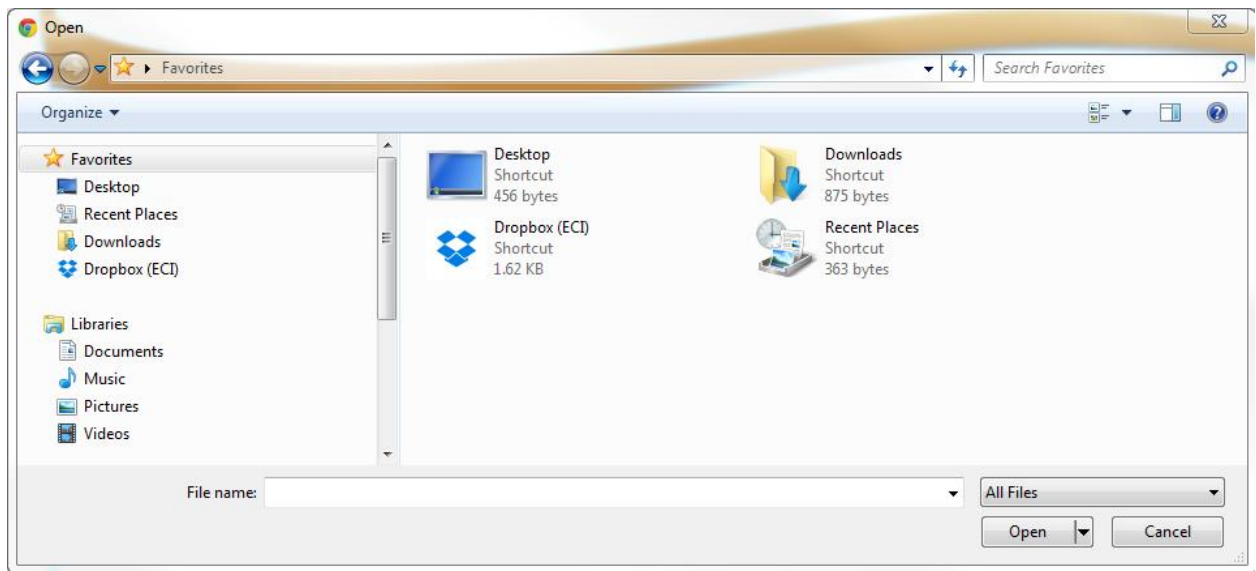 Open
Favorites
Search Favorites
Organize
Favorites
Desktop
Recent Places
Downloads
Dropbox (ECI)
Libraries
Documents
Music
Pictures
Videos
Desktop
Shortcut
456 bytes
Downloads
Shortcut
875 bytes
Dropbox (ECI)
Shortcut
1.62 KB
Recent Places
Shortcut
363 bytes
File name:
All Files
Open
Cancel